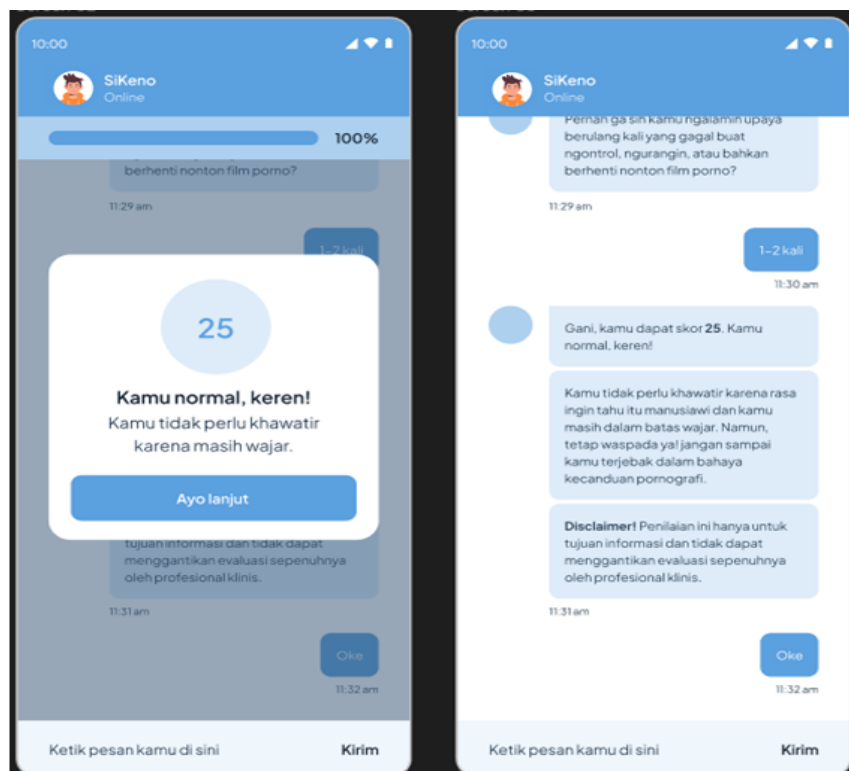 10:00
SiKeno
Online
100%
berhenti nonton film porno?
11:29 am
1-2 kali
25
Kamu normal, keren!
Kamu tidak perlu khawatir
karena masih wajar.
Ayo lanjut
tujuan informasi dan tidak dapat
menggantikan evaluasi sepenuhnya
oleh profesional klinis.
11:31 am
Oke
11:32 am
Ketik pesan kamu di sini
Kirim
10:00
SiKeno
Online
Pernah ga sih kamu ngalamin upaya
berulang kali yang gagal buat
ngontrol, ngurangin, atau bahkan
berhenti nonton film porno?
11:29 am
1-2 kali
11:30 am
Gani, kamu dapat skor 25. Kamu
normal, keren!
Kamu tidak perlu khawatir karena rasa
ingin tahu itu manusiawi dan kamu
masih dalam batas wajar. Namun,
tetap waspada ya! jangan sampai
kamu terjebak dalam bahaya
kecanduan pornografi.
Disclaimer! Penilaian ini hanya untuk
tujuan informasi dan tidak dapat
menggantikan evaluasi sepenuhnya
oleh profesional klinis.
11:31 am
Oke
11:32 am
Ketik pesan kamu di sini
Kirim